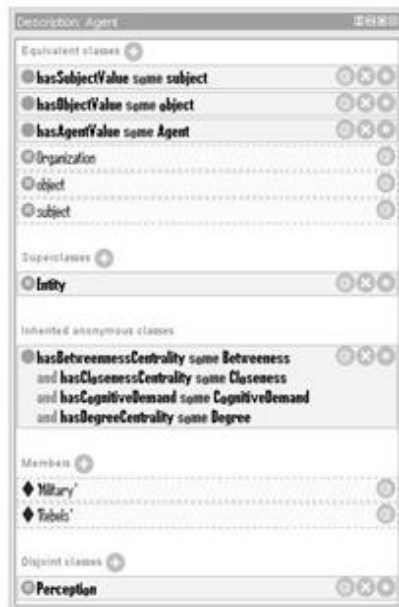 Description: Agent
Equivalent classes
hasSubjectValue some subject
hasObjectValue some object
hasAgentValue some Agent
Organization
object
subject
Superclasses
Entity
Inherited anonymous classes
hasBetweennessCentrality some Betweeness
and hasClosenessCentrality some Closeness
and hasCognitiveDemand some CognitiveDemand
and hasDegreeCentrality some Degree
Members
'Military'
'Rebels'
Disjoint classes
Perception